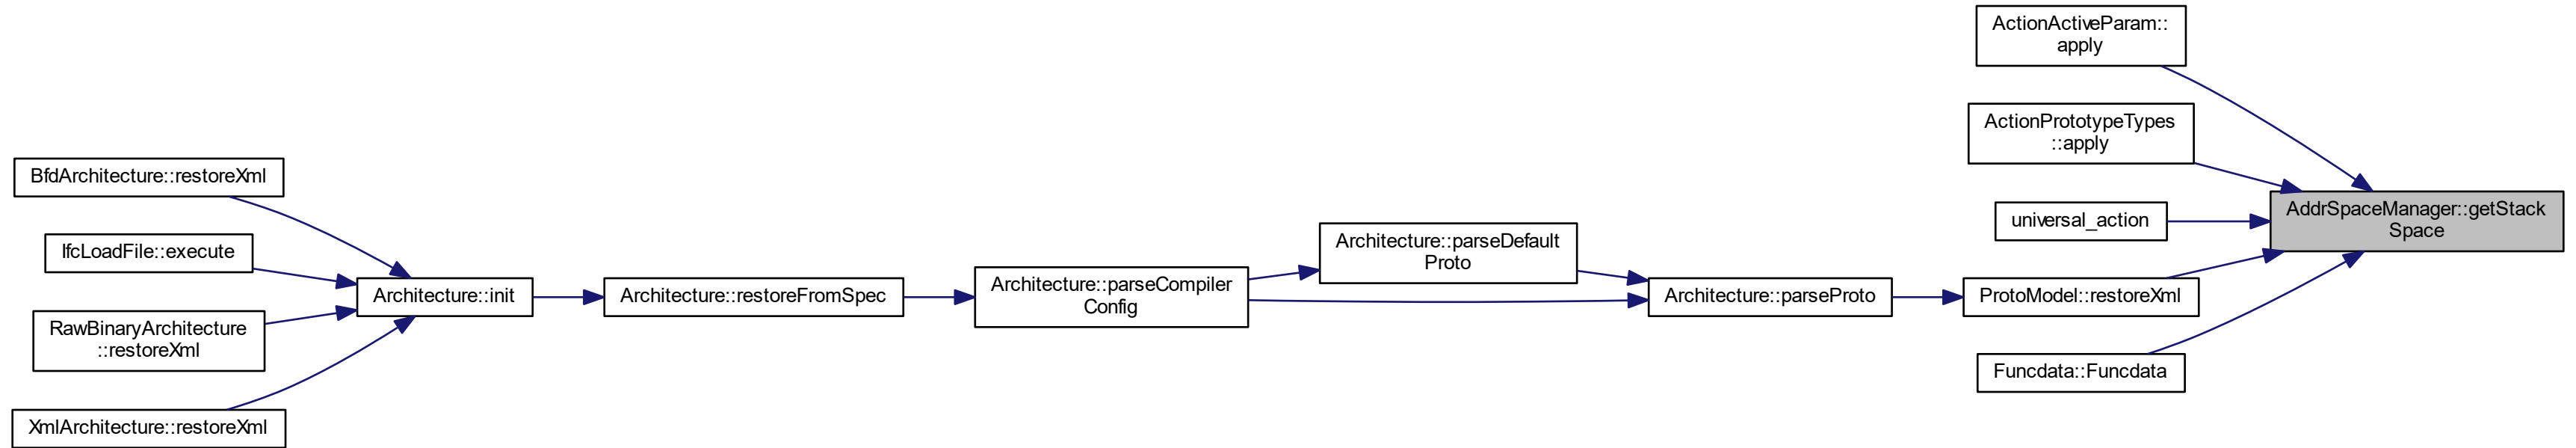 BfdArchitecture::restoreXml
IfcLoadFile::execute
RawBinaryArchitecture
::restoreXml
XmlArchitecture::restoreXml
Architecture::init
Architecture::restoreFromSpec
Architecture::parseCompiler
Config
Architecture::parseDefault
Proto
Architecture::parseProto
ActionActiveParam::
apply
ActionPrototypeTypes
::apply
universal_action
ProtoModel::restoreXml
Funcdata::Funcdata
AddrSpaceManager::getStack
Space